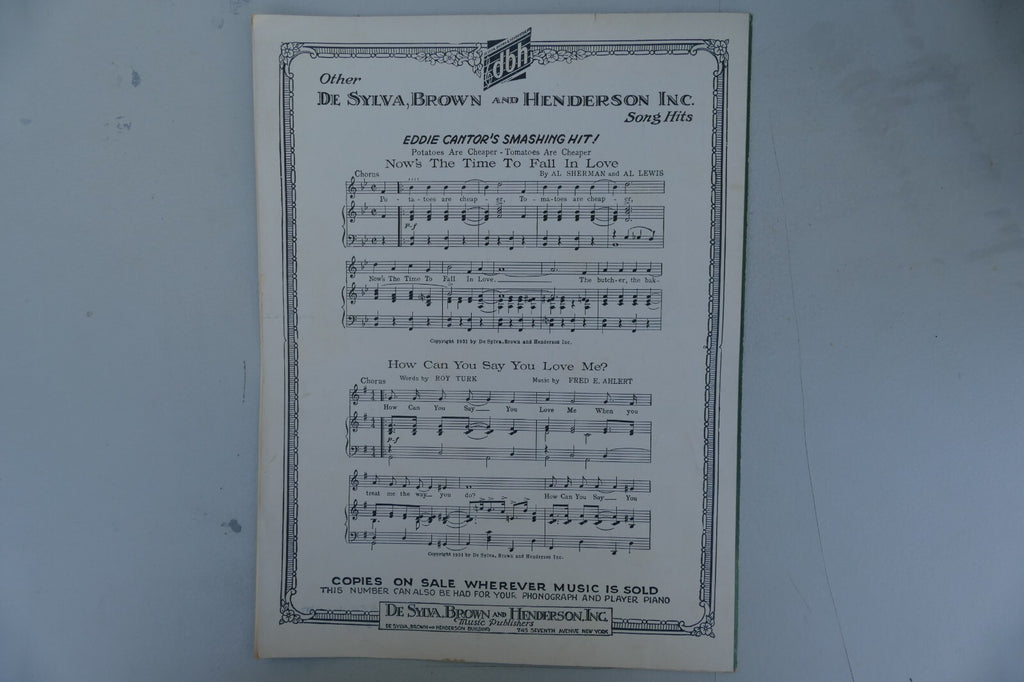 dbh
Other
DE SYLVA, BROWN AND HENDERSON INC.
Song Hits
EDDIE CANTOR'S SMASHING HIT!
Potatoes Are Cheaper - Tomatoes Are Cheaper
Now's The Time To Fall In Love
Chorus By AL SHERMAN and AL LEWIS
Po - ta - toes are cheap - er, To - ma - toes are cheap - er,
p-f
Now's The Time To Fall In Love. The butch-er, the bak-
Copyright 1931 by De Sylva, Brown and Henderson Inc.
How Can You Say You Love Me?
Chorus Words by ROY TURK Music by FRED E. AHLERT
How Can You Say You Love Me When you
p-f
treat me the way you do? How Can You Say You
Copyright 1931 by De Sylva, Brown and Henderson Inc.
COPIES ON SALE WHEREVER MUSIC IS SOLD
THIS NUMBER CAN ALSO BE HAD FOR YOUR PHONOGRAPH AND PLAYER PIANO
DE SYLVA, BROWN AND HENDERSON, INC.
Music Publishers
DE SYLVA, BROWN AND HENDERSON BUILDING 745 SEVENTH AVENUE NEW YORK